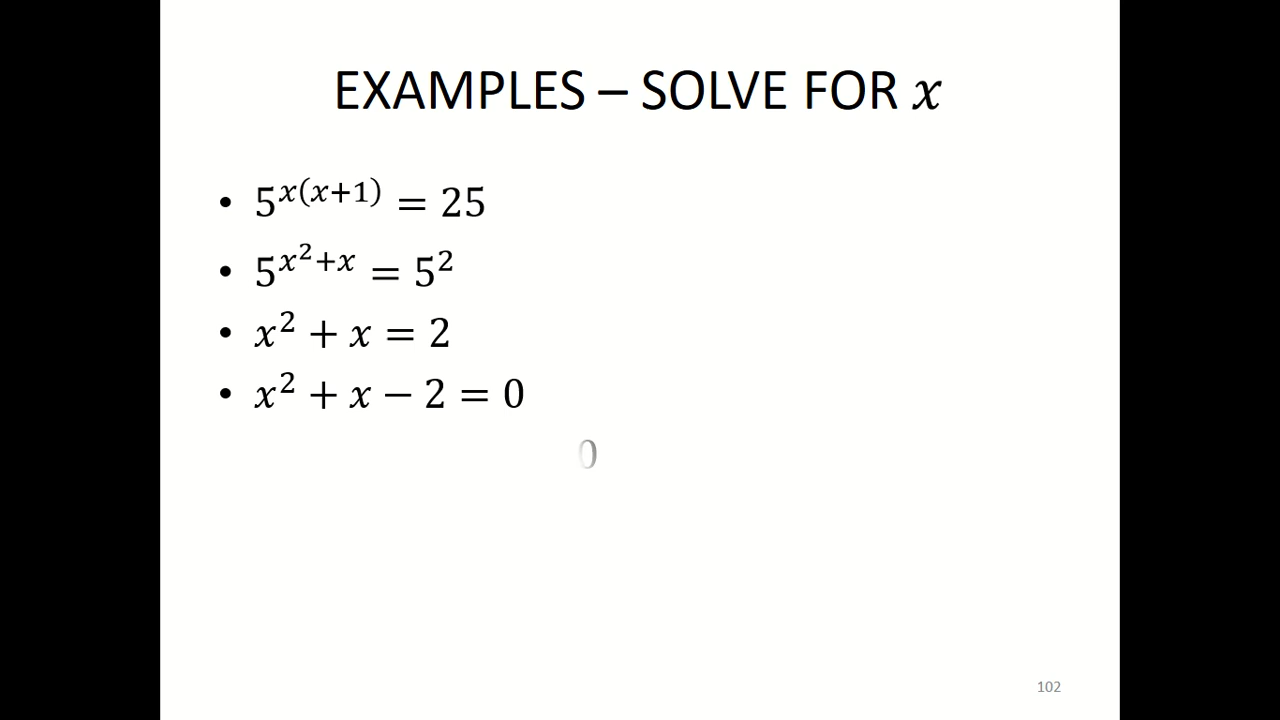 EXAMPLES – SOLVE FOR 𝑥
• 5^{𝑥(𝑥+1)} = 25
• 5^{𝑥^2+𝑥} = 5^2
• 𝑥^2 + 𝑥 = 2
• 𝑥^2 + 𝑥 − 2 = 0
0
102